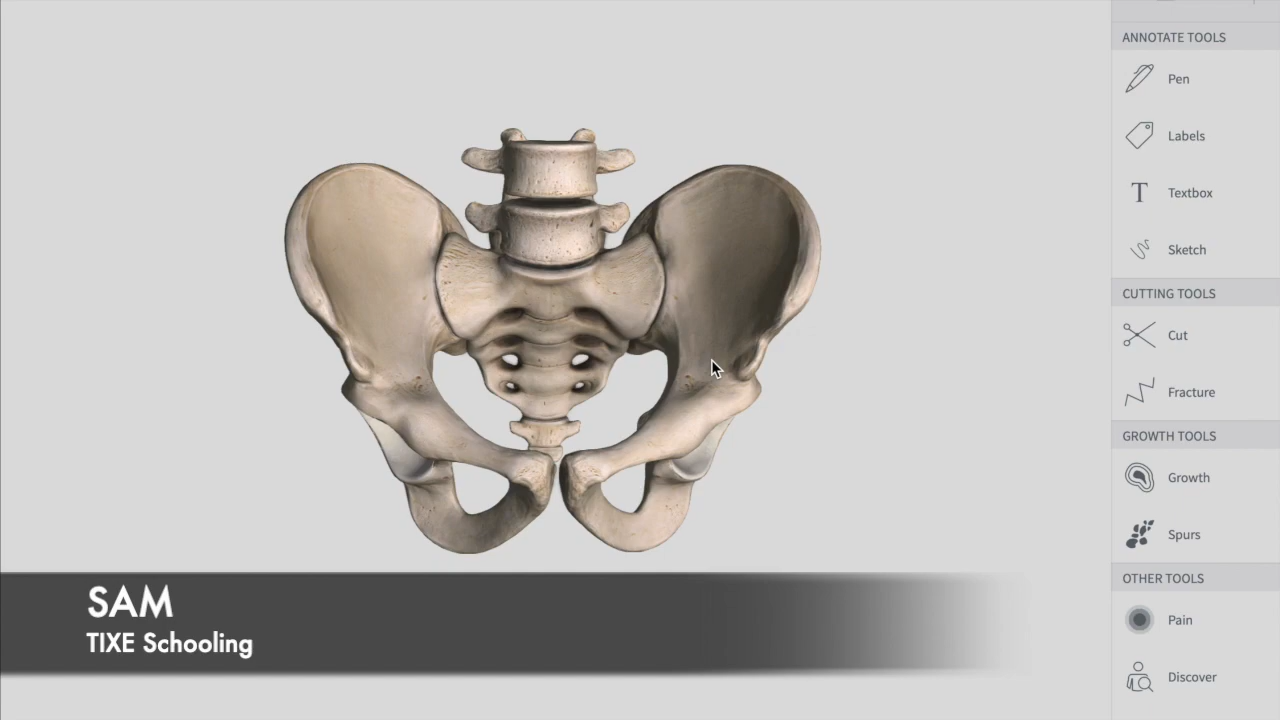 ANNOTATE TOOLS
Pen
Labels
T Textbox
Sketch
CUTTING TOOLS
Cut
Fracture
GROWTH TOOLS
Growth
Spurs
OTHER TOOLS
Pain
Discover
SAM
TIXE Schooling